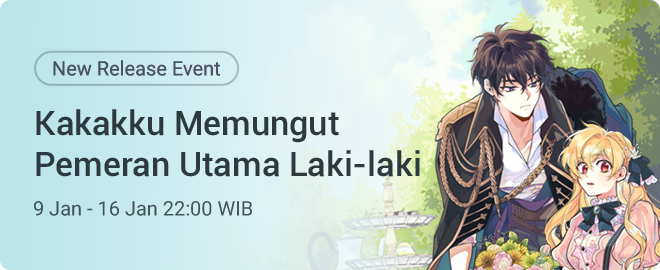 New Release Event
Kakakku Memungut
Pemeran Utama Laki-laki
9 Jan - 16 Jan 22:00 WIB